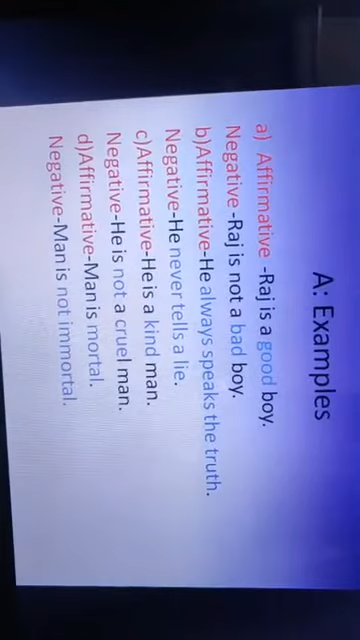 A: Examples
a) Affirmative -Raj is a good boy.
Negative -Raj is not a bad boy.
b)Affirmative-He always speaks the truth.
Negative-He never tells a lie.
c)Affirmative-He is a kind man.
Negative-He is not a cruel man.
d)Affirmative-Man is mortal.
Negative-Man is not immortal.